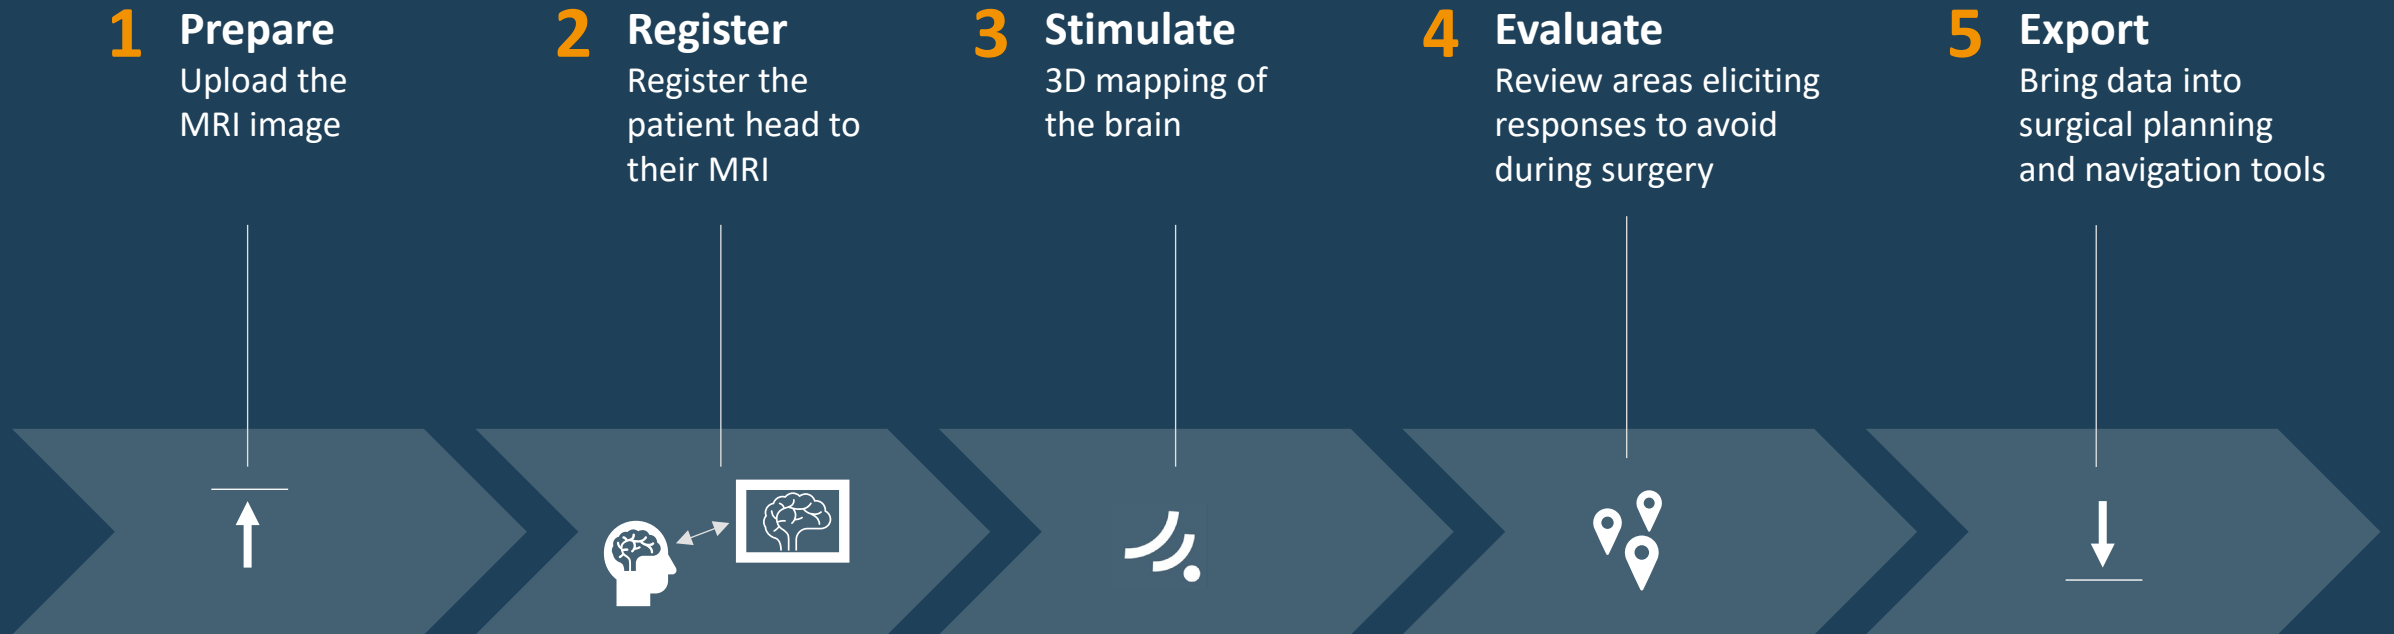 1 Prepare
Upload the
MRI image
2 Register
Register the
patient head to
their MRI
3 Stimulate
3D mapping of
the brain
4 Evaluate
Review areas eliciting
responses to avoid
during surgery
5 Export
Bring data into
surgical planning
and navigation tools